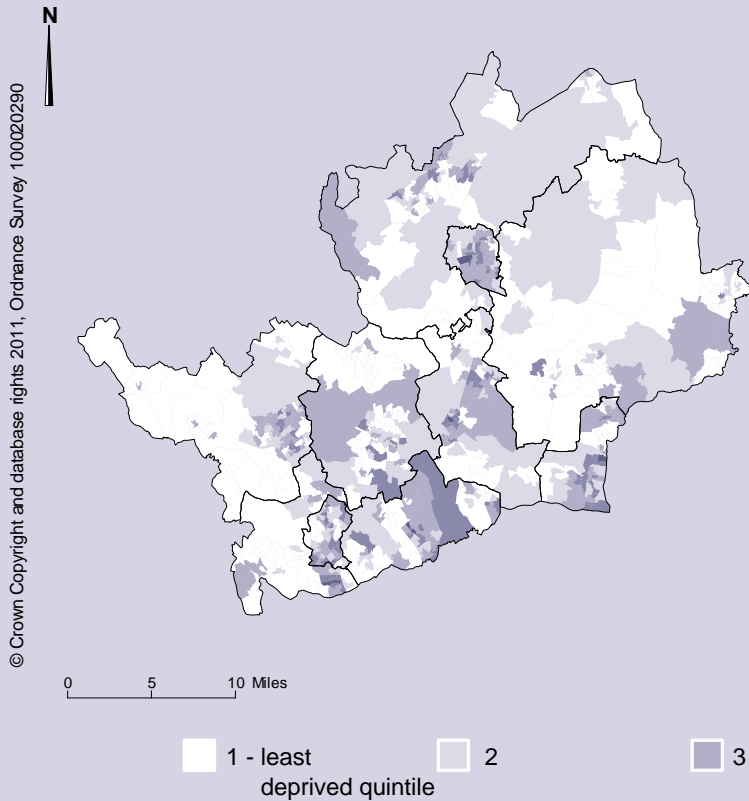 N
© Crown Copyright and database rights 2011, Ordnance Survey 100020290
0 5 10 Miles
1 - least 2 3
deprived quintile